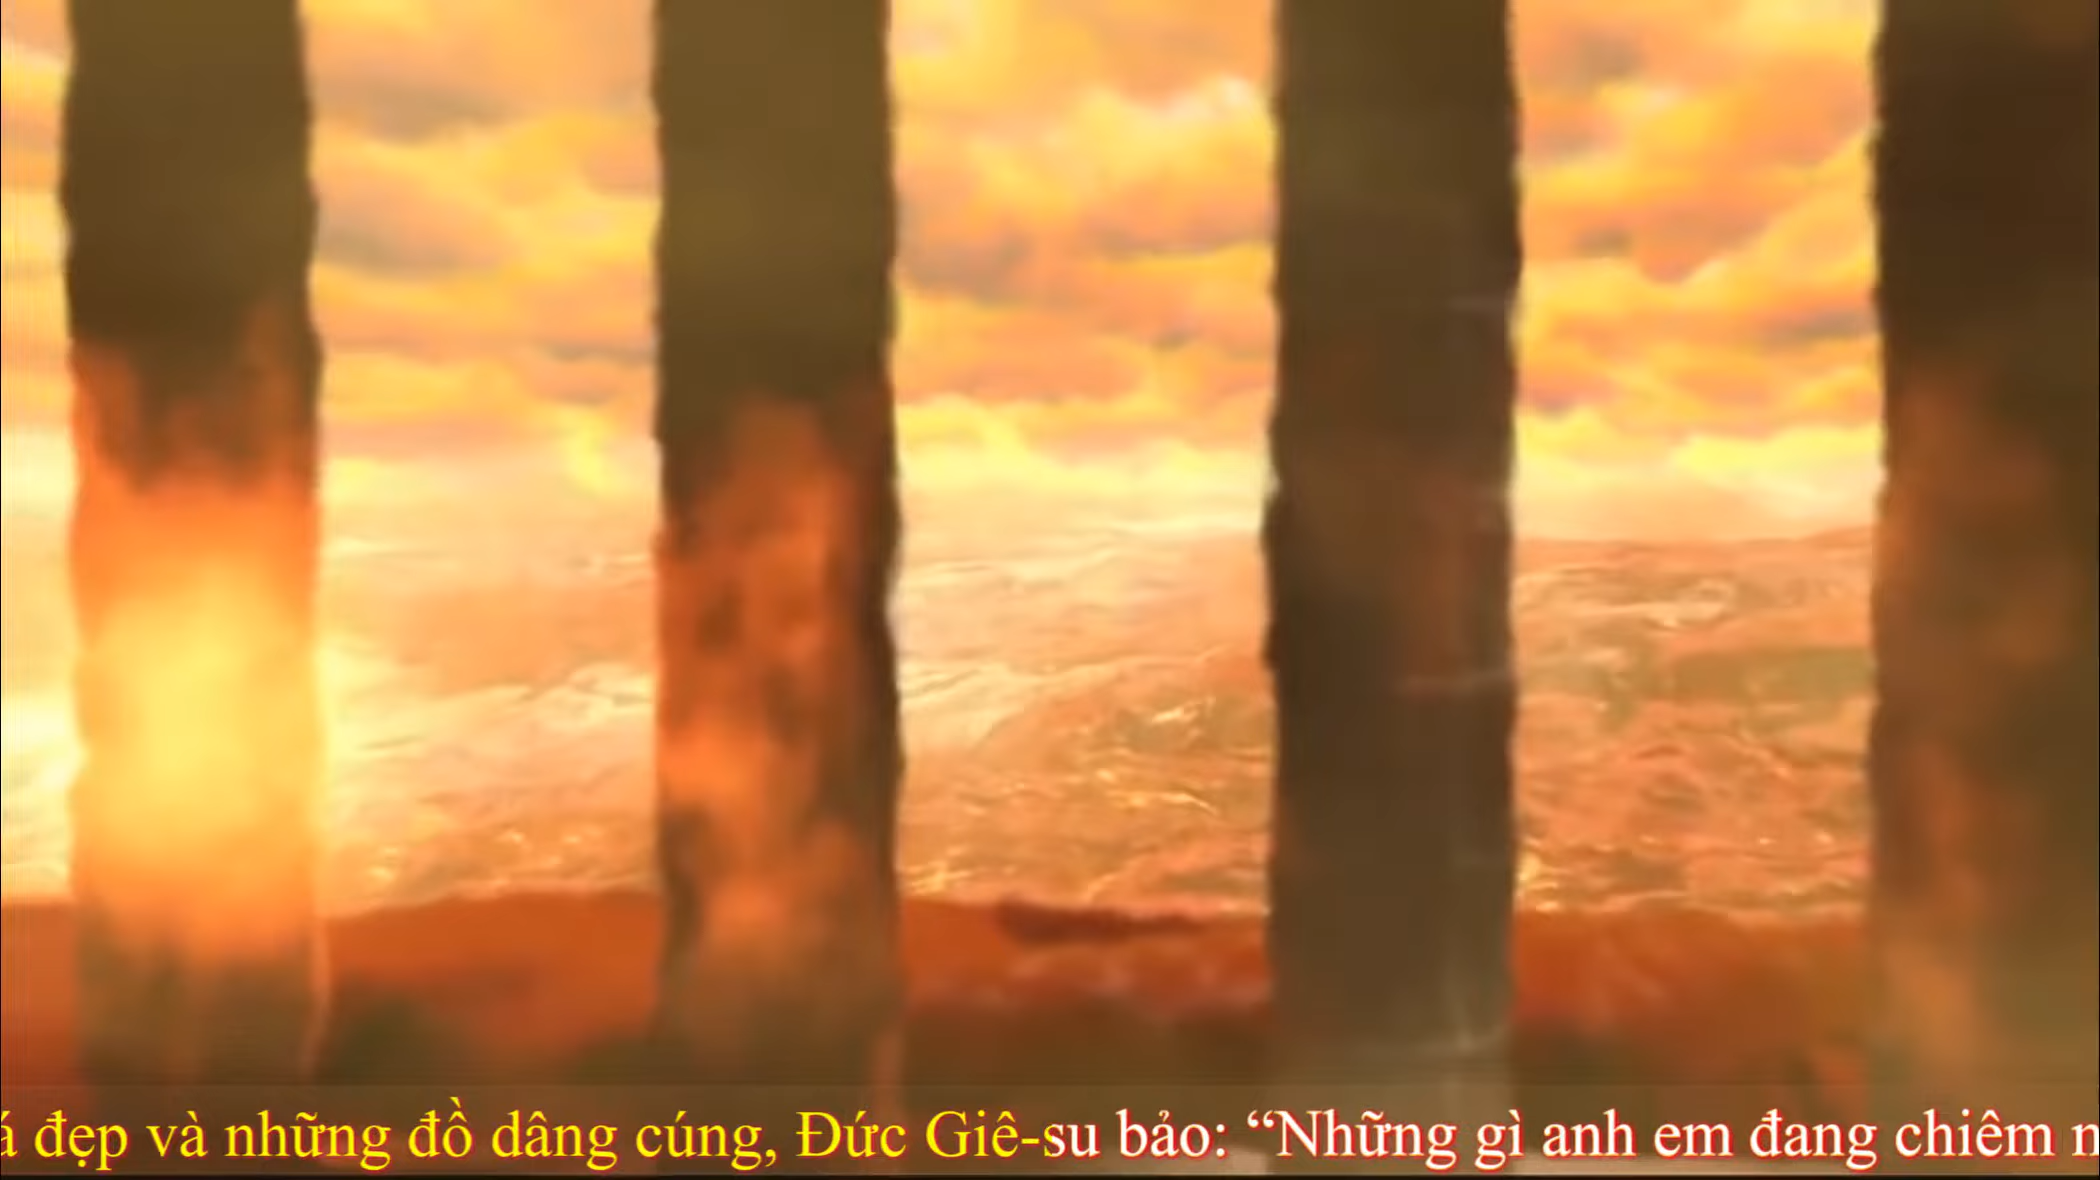 đẹp và những đồ dâng cúng, Đức Giê-su bảo: “Những gì anh em đang chiêm